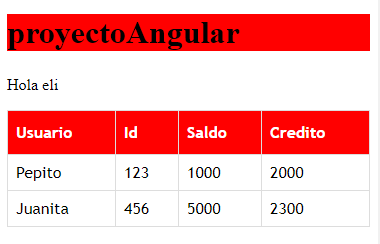 proyectoAngular
Hola eli
Usuario Id Saldo Credito
Pepito 123 1000 2000
Juanita 456 5000 2300